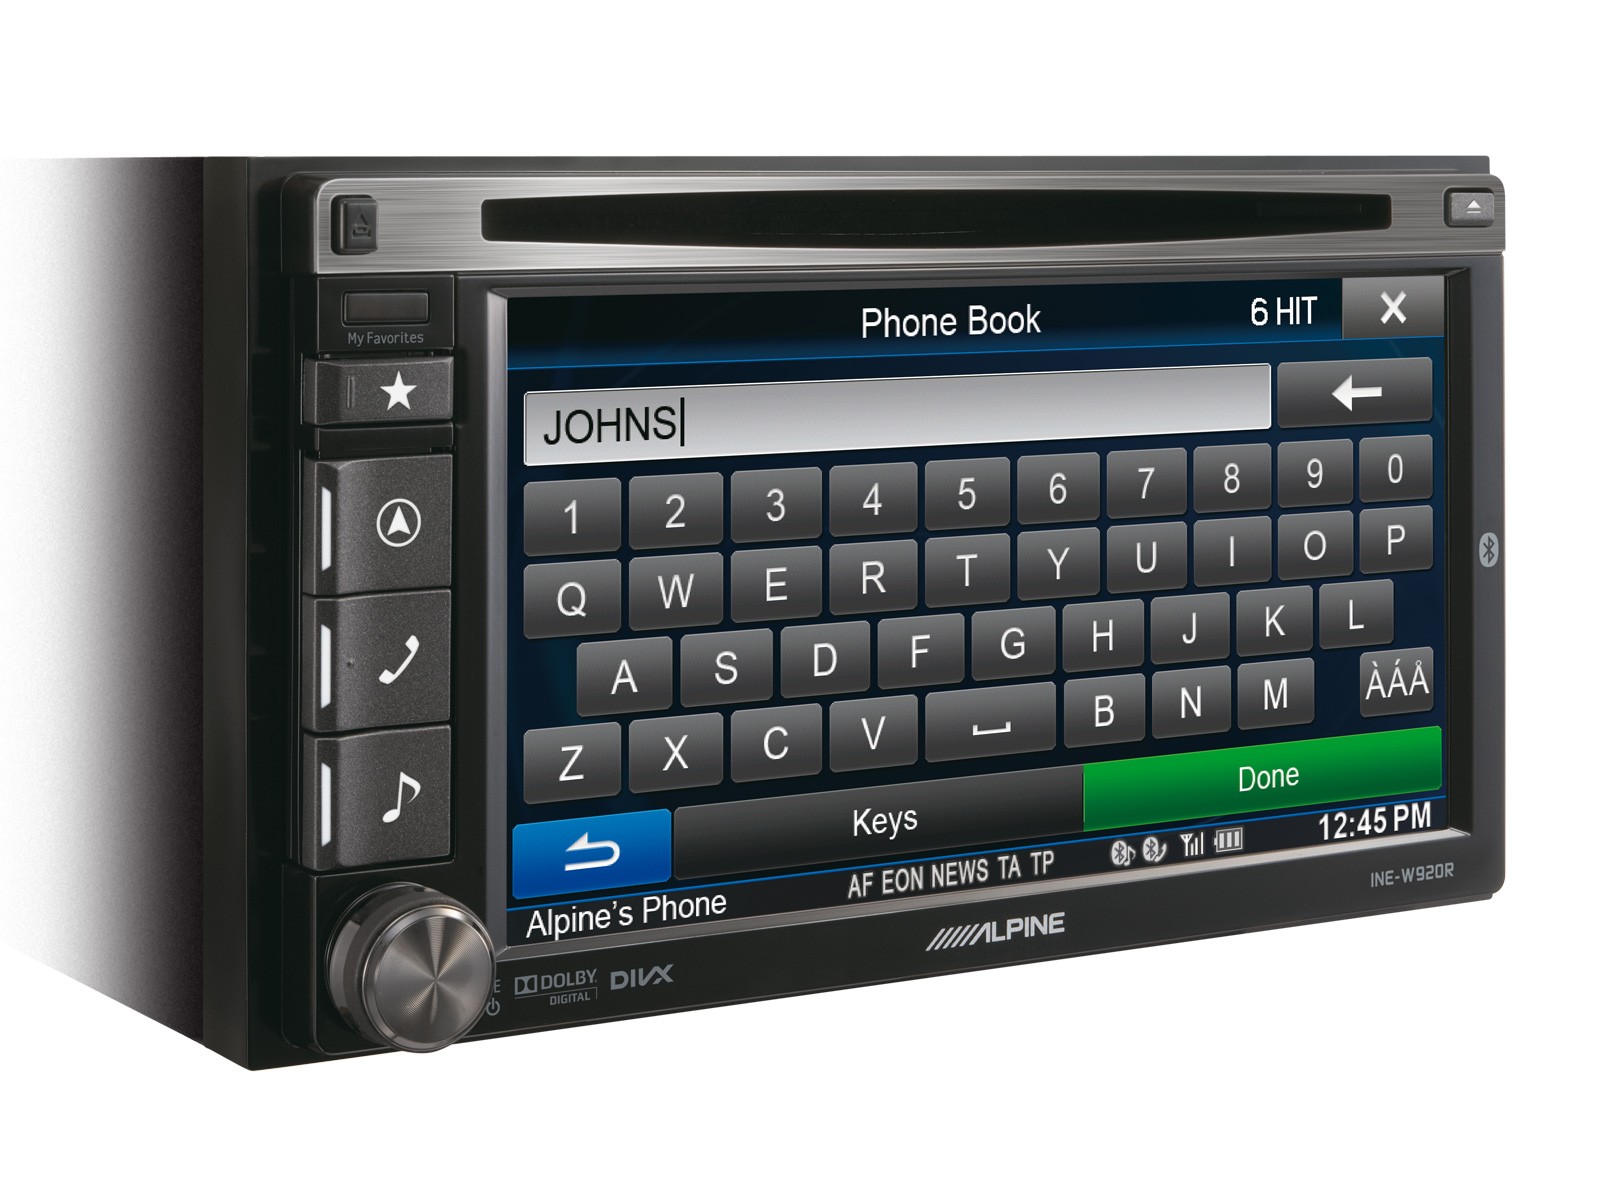 My Favorites
Phone Book 6 HIT X
JOHNS
1 2 3 4 5 6 7 8 9 0
Q W E R T Y U I O P
A S D F G H J K L
Z X C V B N M ÀÁÅ
Keys Done
AF EON NEWS TA TP 12:45 PM
Alpine's Phone
INE-W920R
ALPINE
DOLBY DIGITAL DIVX